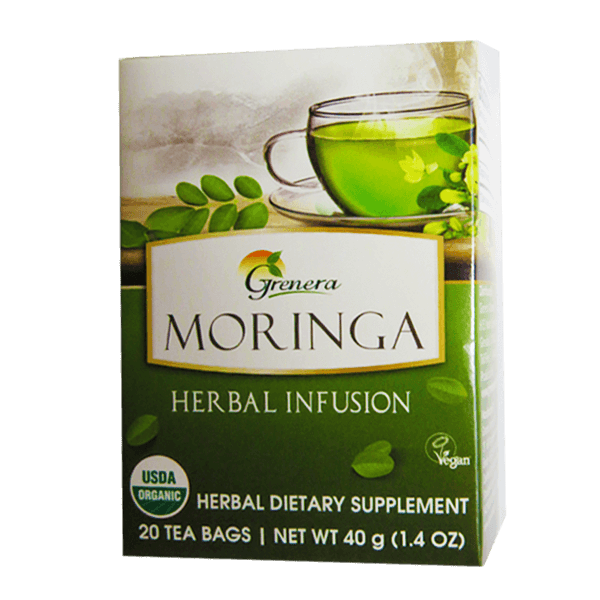 Grenera
MORINGA
HERBAL INFUSION
Vegan
USDA
ORGANIC
HERBAL DIETARY SUPPLEMENT
20 TEA BAGS | NET WT 40 g (1.4 OZ)